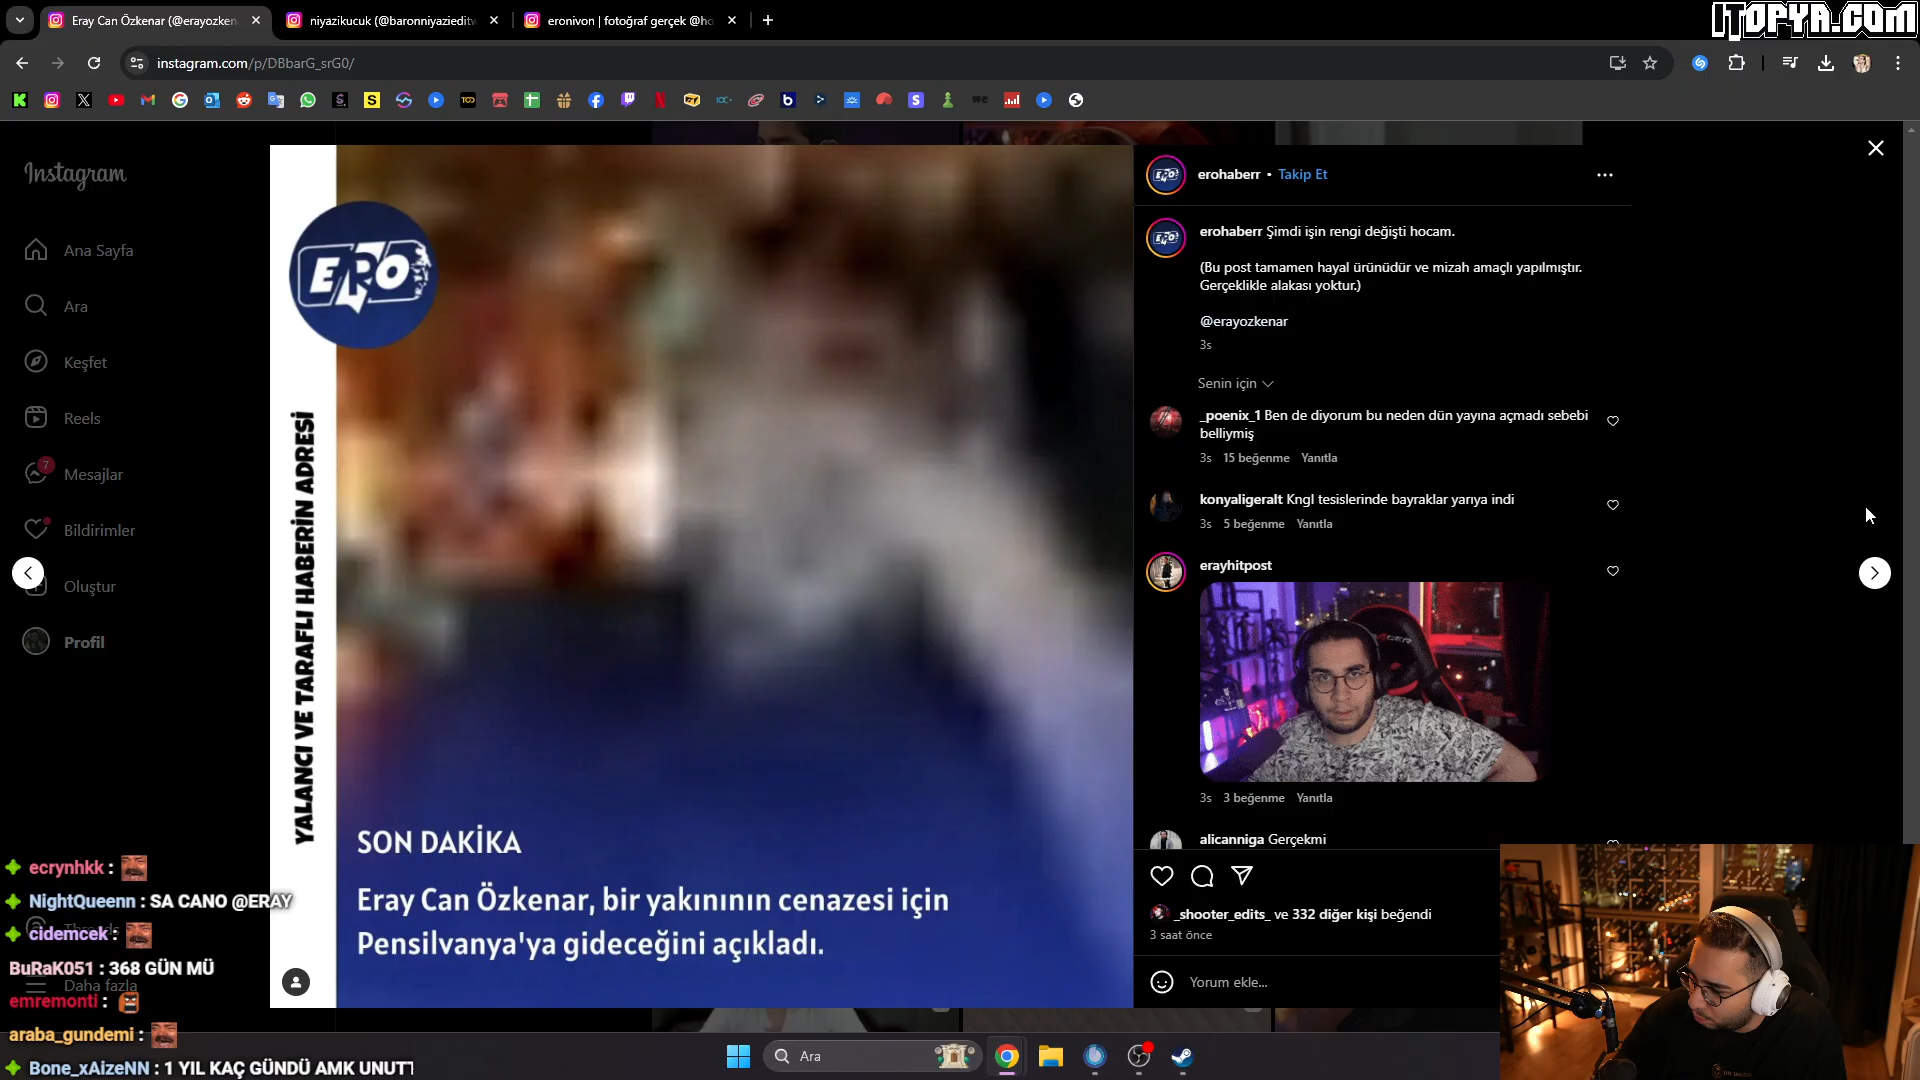 Eray Can Özkenar (@erayozken
niyazikucuk (@baronniyazieditw
eronivon | fotoğraf gerçek @ho
ITOPYA.COM
instagram.com/p/DBbarG_srG0/
Instagram
Ana Sayfa
Ara
Keşfet
Reels
7
Mesajlar
Bildirimler
Oluştur
Profil
Daha fazla
ERO
YALANCI VE TARAFLI HABERİN ADRESİ
SON DAKİKA
Eray Can Özkenar, bir yakınının cenazesi için
Pensilvanya'ya gideceğini açıkladı.
erohaberr • Takip Et
erohaberr Şimdi işin rengi değişti hocam.
(Bu post tamamen hayal ürünüdür ve mizah amaçlı yapılmıştır.
Gerçeklikle alakası yoktur.)
@erayozkenar
3s
Senin için
_poenix_1 Ben de diyorum bu neden dün yayına açmadı sebebi
belliymiş
3s 15 beğenme Yanıtla
konyaligeralt Kngl tesislerinde bayraklar yarıya indi
3s 5 beğenme Yanıtla
erayhitpost
3s 3 beğenme Yanıtla
alicanniga Gerçekmi
_shooter_edits_ ve 332 diğer kişi beğendi
3 saat önce
Yorum ekle...
ecrynhkk :
NightQueenn : SA CANO @ERAY
cidemcek :
BuRaK051 : 368 GÜN MÜ
emremonti :
araba_gundemi :
Bone_xAizeNN : 1 YIL KAÇ GÜNDÜ AMK UNUTT
Ara